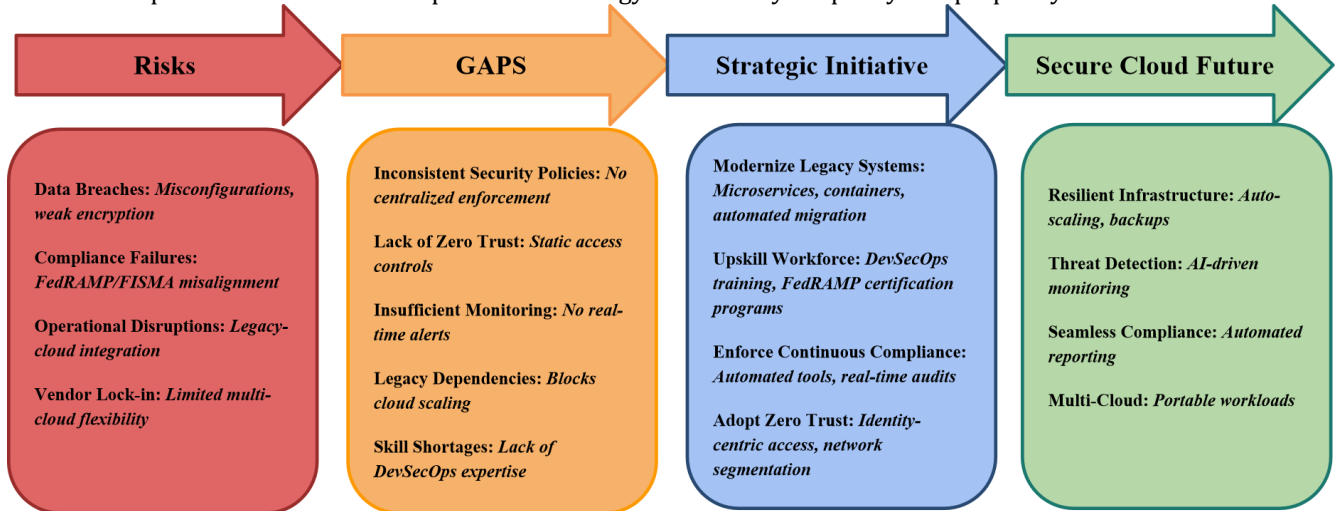 Risks
GAPS
Strategic Initiative
Secure Cloud Future
Data Breaches: Misconfigurations,
weak encryption
Compliance Failures:
FedRAMP/FISMA misalignment
Operational Disruptions: Legacy-
cloud integration
Vendor Lock-in: Limited multi-
cloud flexibility
Inconsistent Security Policies: No
centralized enforcement
Lack of Zero Trust: Static access
controls
Insufficient Monitoring: No real-
time alerts
Legacy Dependencies: Blocks
cloud scaling
Skill Shortages: Lack of
DevSecOps expertise
Modernize Legacy Systems:
Microservices, containers,
automated migration
Upskill Workforce: DevSecOps
training, FedRAMP certification
programs
Enforce Continuous Compliance:
Automated tools, real-time audits
Adopt Zero Trust: Identity-
centric access, network
segmentation
Resilient Infrastructure: Auto-
scaling, backups
Threat Detection: AI-driven
monitoring
Seamless Compliance: Automated
reporting
Multi-Cloud: Portable workloads